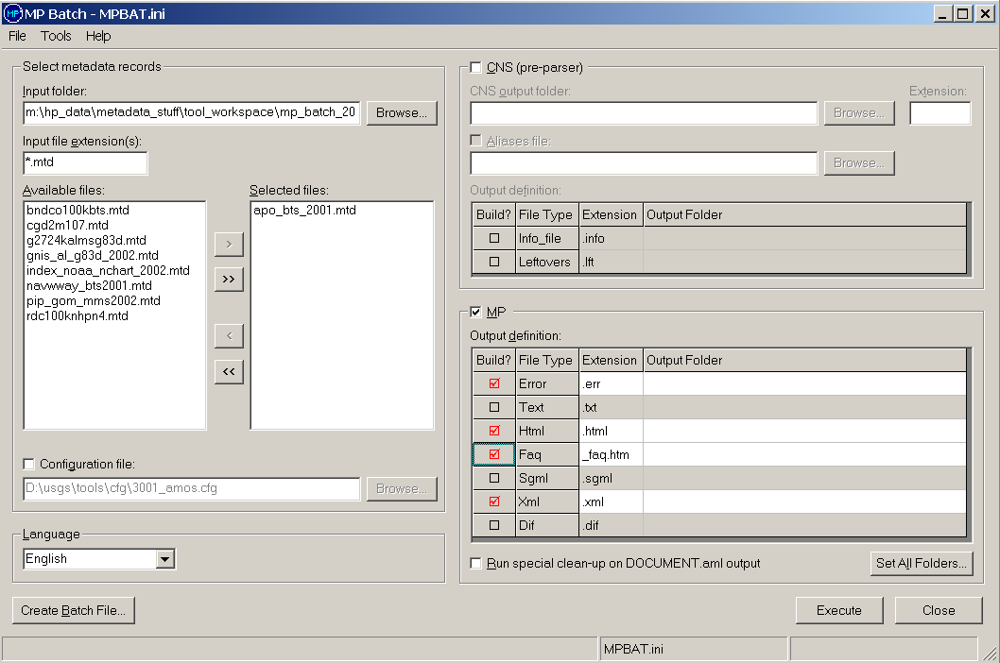 MP MP Batch - MPBAT.ini
File Tools Help
Select metadata records
Input folder:
m:\hp_data\metadata_stuff\tool_workspace\mp_batch_20 Browse...
Input file extension(s):
*.mtd
Available files:
bndco100kbts.mtd
cgd2m107.mtd
g2724kalmsg83d.mtd
gnis_al_g83d_2002.mtd
index_noaa_nchart_2002.mtd
navwway_bts2001.mtd
pip_gom_mms2002.mtd
rdc100knhpn4.mtd
>
>>
<
<<
Selected files:
apo_bts_2001.mtd
Configuration file:
D:\usgs\tools\cfg\3001_amos.cfg Browse...
Language
English
CNS (pre-parser)
CNS output folder: Extension:
Browse...
Aliases file:
Browse...
Output definition:
Build? File Type Extension Output Folder
Info_file .info
Leftovers .lft
MP
Output definition:
Build? File Type Extension Output Folder
Error .err
Text .txt
Html .html
Faq _faq.htm
Sgml .sgml
Xml .xml
Dif .dif
Run special clean-up on DOCUMENT.aml output Set All Folders...
Create Batch File... Execute Close
MPBAT.ini